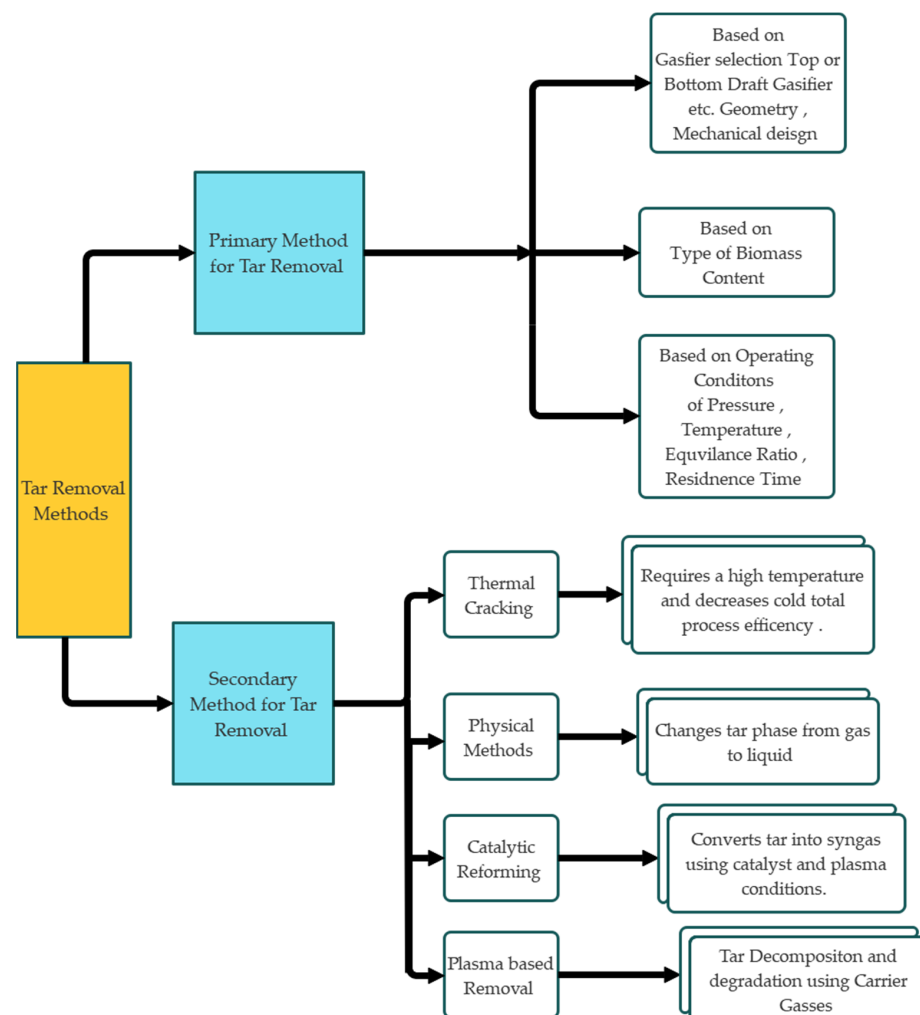 Based on
Gasfier selection Top or
Bottom Draft Gasifier
etc. Geometry ,
Mechanical deisgn
Primary Method
for Tar Removal
Based on
Type of Biomass
Content
Based on Operating
Conditons
of Pressure ,
Temperature ,
Equvilance Ratio ,
Residnence Time
Tar Removal
Methods
Thermal
Cracking
Requires a high temperature
and decreases cold total
process efficency .
Secondary
Method for Tar
Removal
Physical
Methods
Changes tar phase from gas
to liquid
Catalytic
Reforming
Converts tar into syngas
using catalyst and plasma
conditions.
Plasma based
Removal
Tar Decompositon and
degradation using Carrier
Gasses